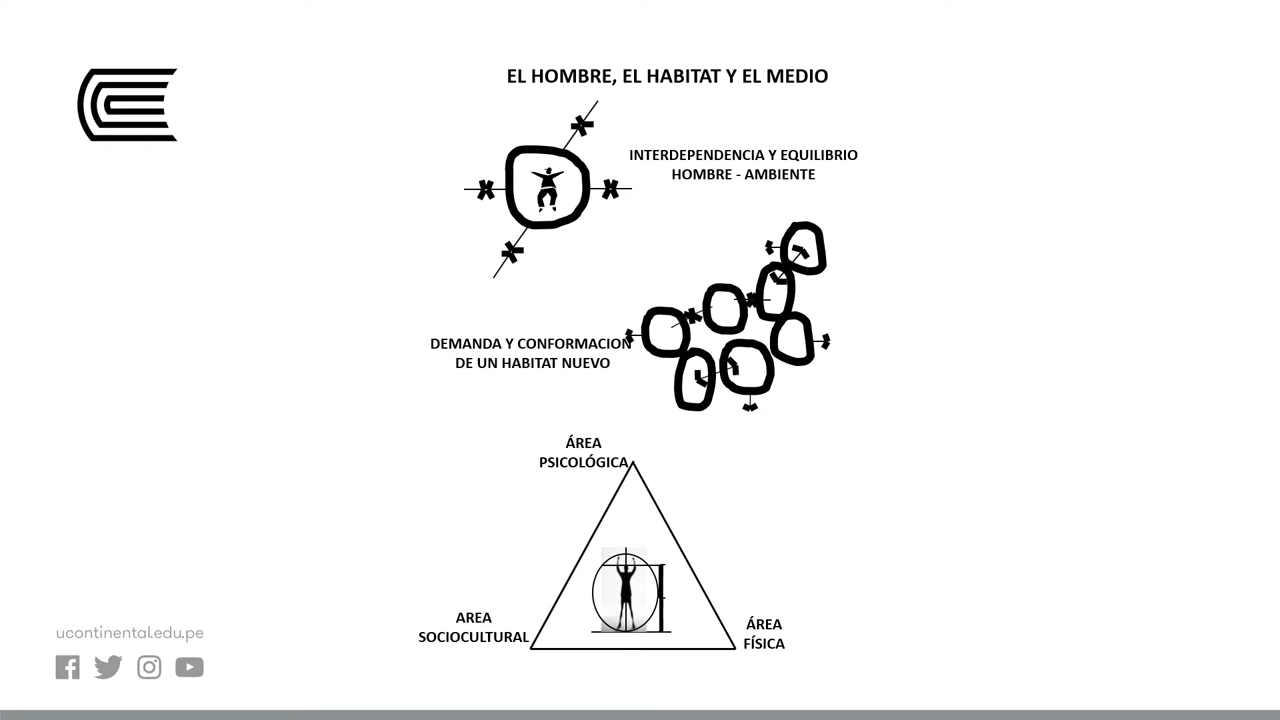 EL HOMBRE, EL HABITAT Y EL MEDIO
INTERDEPENDENCIA Y EQUILIBRIO
HOMBRE - AMBIENTE
DEMANDA Y CONFORMACION
DE UN HABITAT NUEVO
ÁREA
PSICOLÓGICA
AREA
SOCIOCULTURAL
ÁREA
FÍSICA
ucontinental.edu.pe